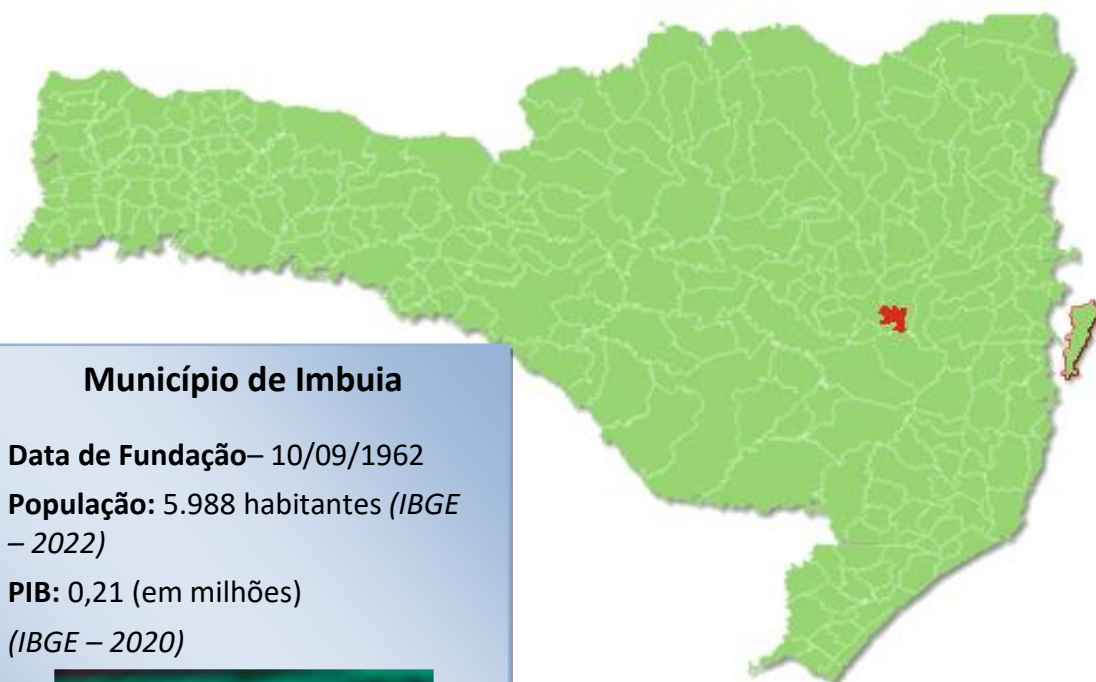 Município de Imbuia
Data de Fundação– 10/09/1962
População: 5.988 habitantes (IBGE
– 2022)
PIB: 0,21 (em milhões)
(IBGE – 2020)